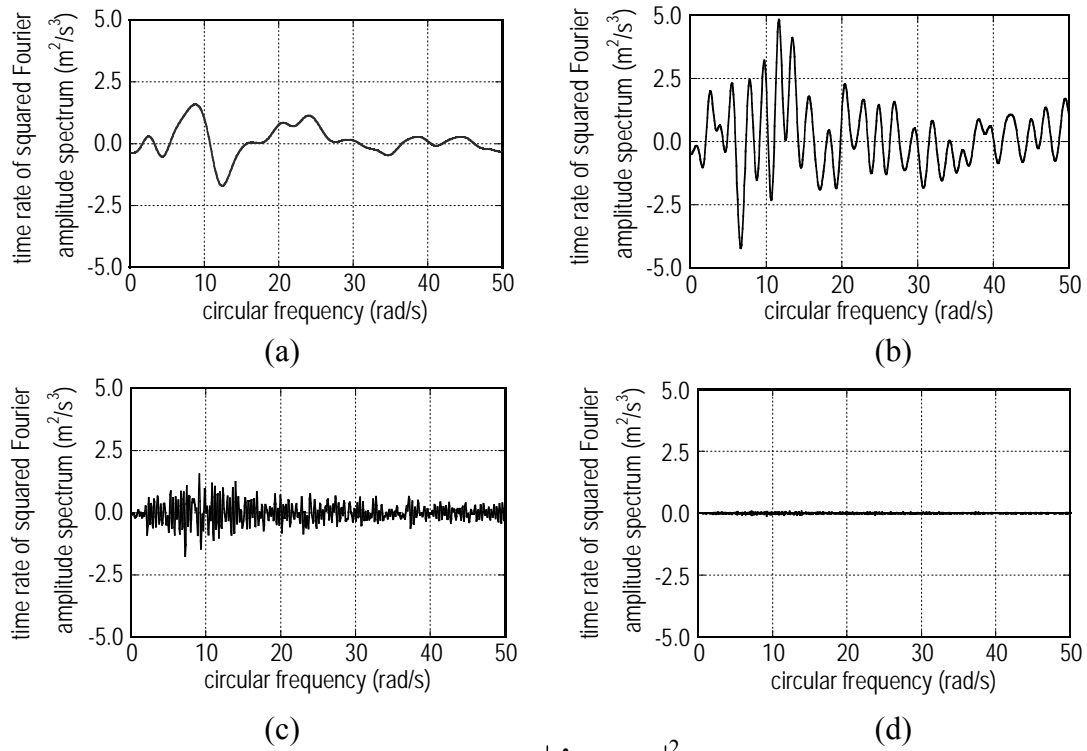 time rate of squared Fourier
amplitude spectrum (m²/s³)
5.0
2.5
0.0
-2.5
-5.0
0 10 20 30 40 50
circular frequency (rad/s)
(a)
time rate of squared Fourier
amplitude spectrum (m²/s³)
5.0
2.5
0.0
-2.5
-5.0
0 10 20 30 40 50
circular frequency (rad/s)
(b)
time rate of squared Fourier
amplitude spectrum (m²/s³)
5.0
2.5
0.0
-2.5
-5.0
0 10 20 30 40 50
circular frequency (rad/s)
(c)
time rate of squared Fourier
amplitude spectrum (m²/s³)
5.0
2.5
0.0
-2.5
-5.0
0 10 20 30 40 50
circular frequency (rad/s)
(d)